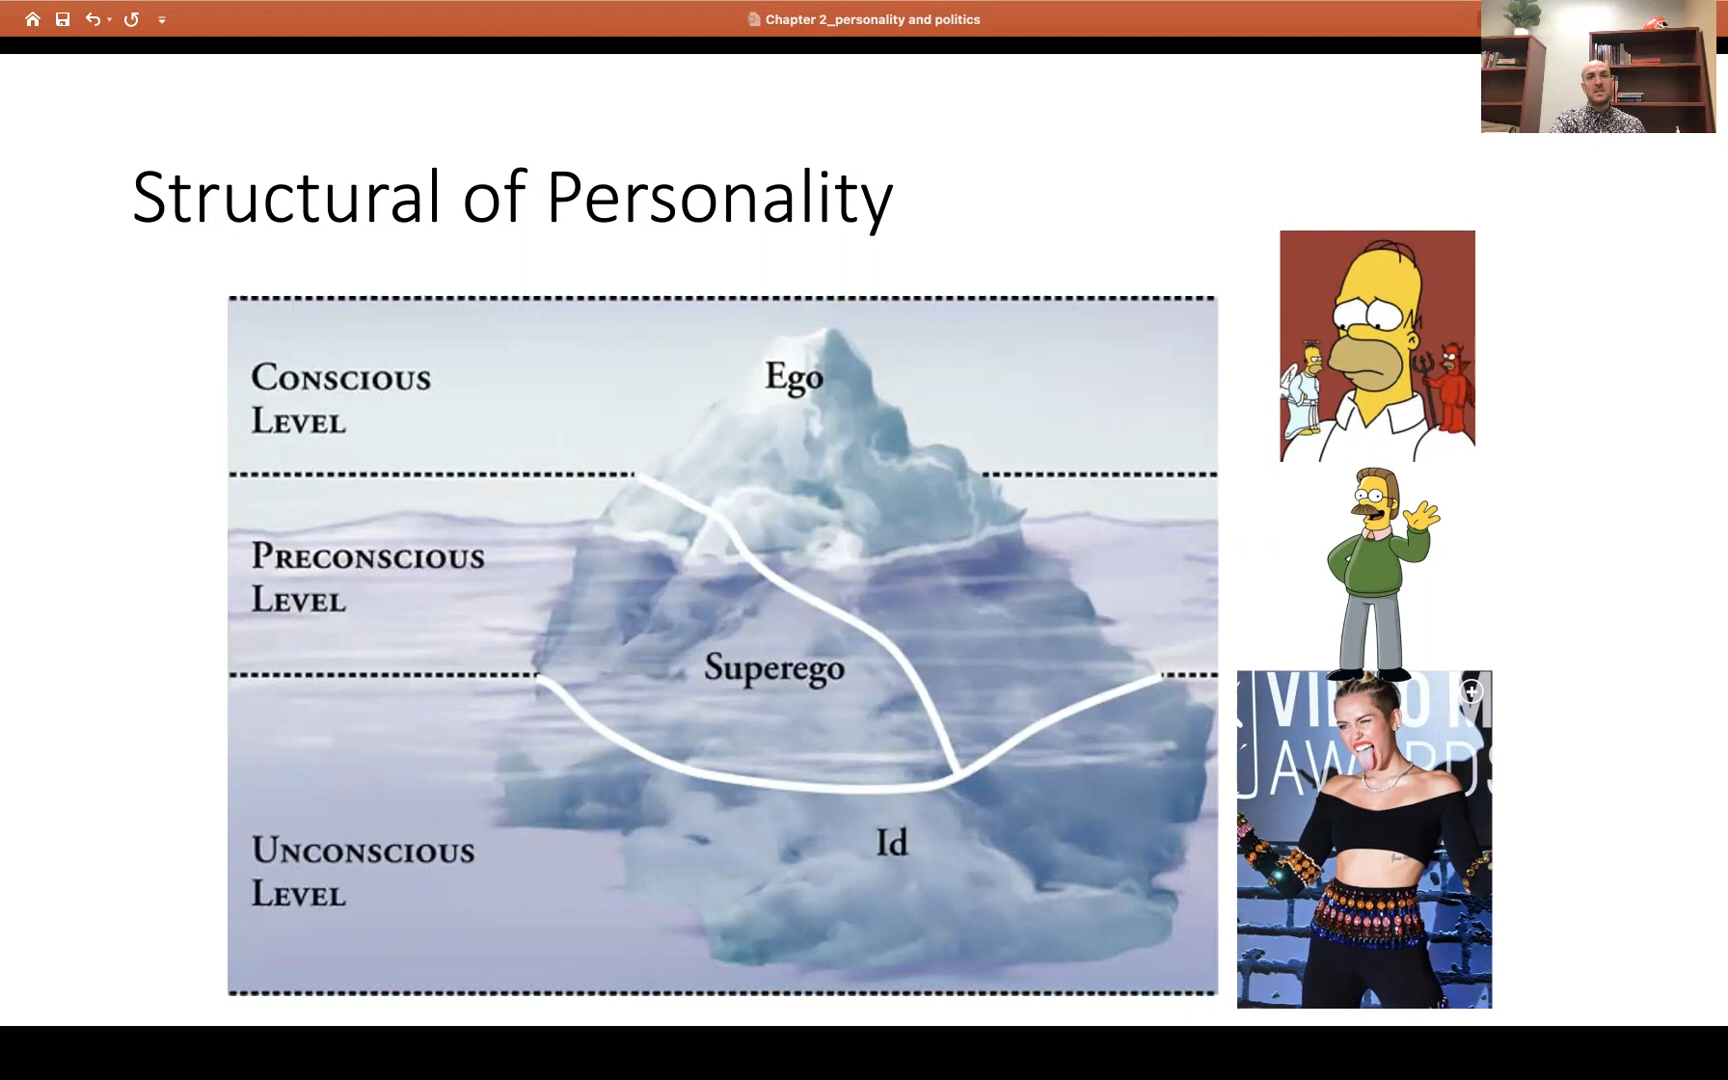 Chapter 2_personality and politics
Structural of Personality
CONSCIOUS
LEVEL
Ego
PRECONSCIOUS
LEVEL
Superego
UNCONSCIOUS
LEVEL
Id